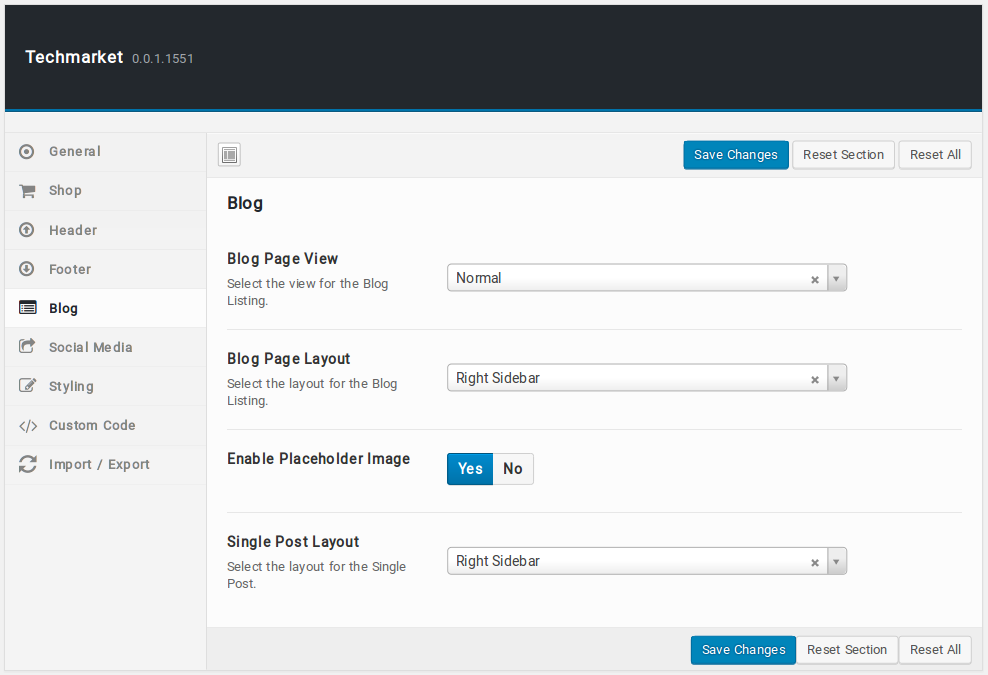 Techmarket 0.0.1.1551
General
Shop
Header
Footer
Blog
Social Media
Styling
Custom Code
Import / Export
Save Changes Reset Section Reset All
Blog
Blog Page View
Select the view for the Blog
Listing.
Normal
Blog Page Layout
Select the layout for the Blog
Listing.
Right Sidebar
Enable Placeholder Image
Yes No
Single Post Layout
Select the layout for the Single
Post.
Right Sidebar
Save Changes Reset Section Reset All